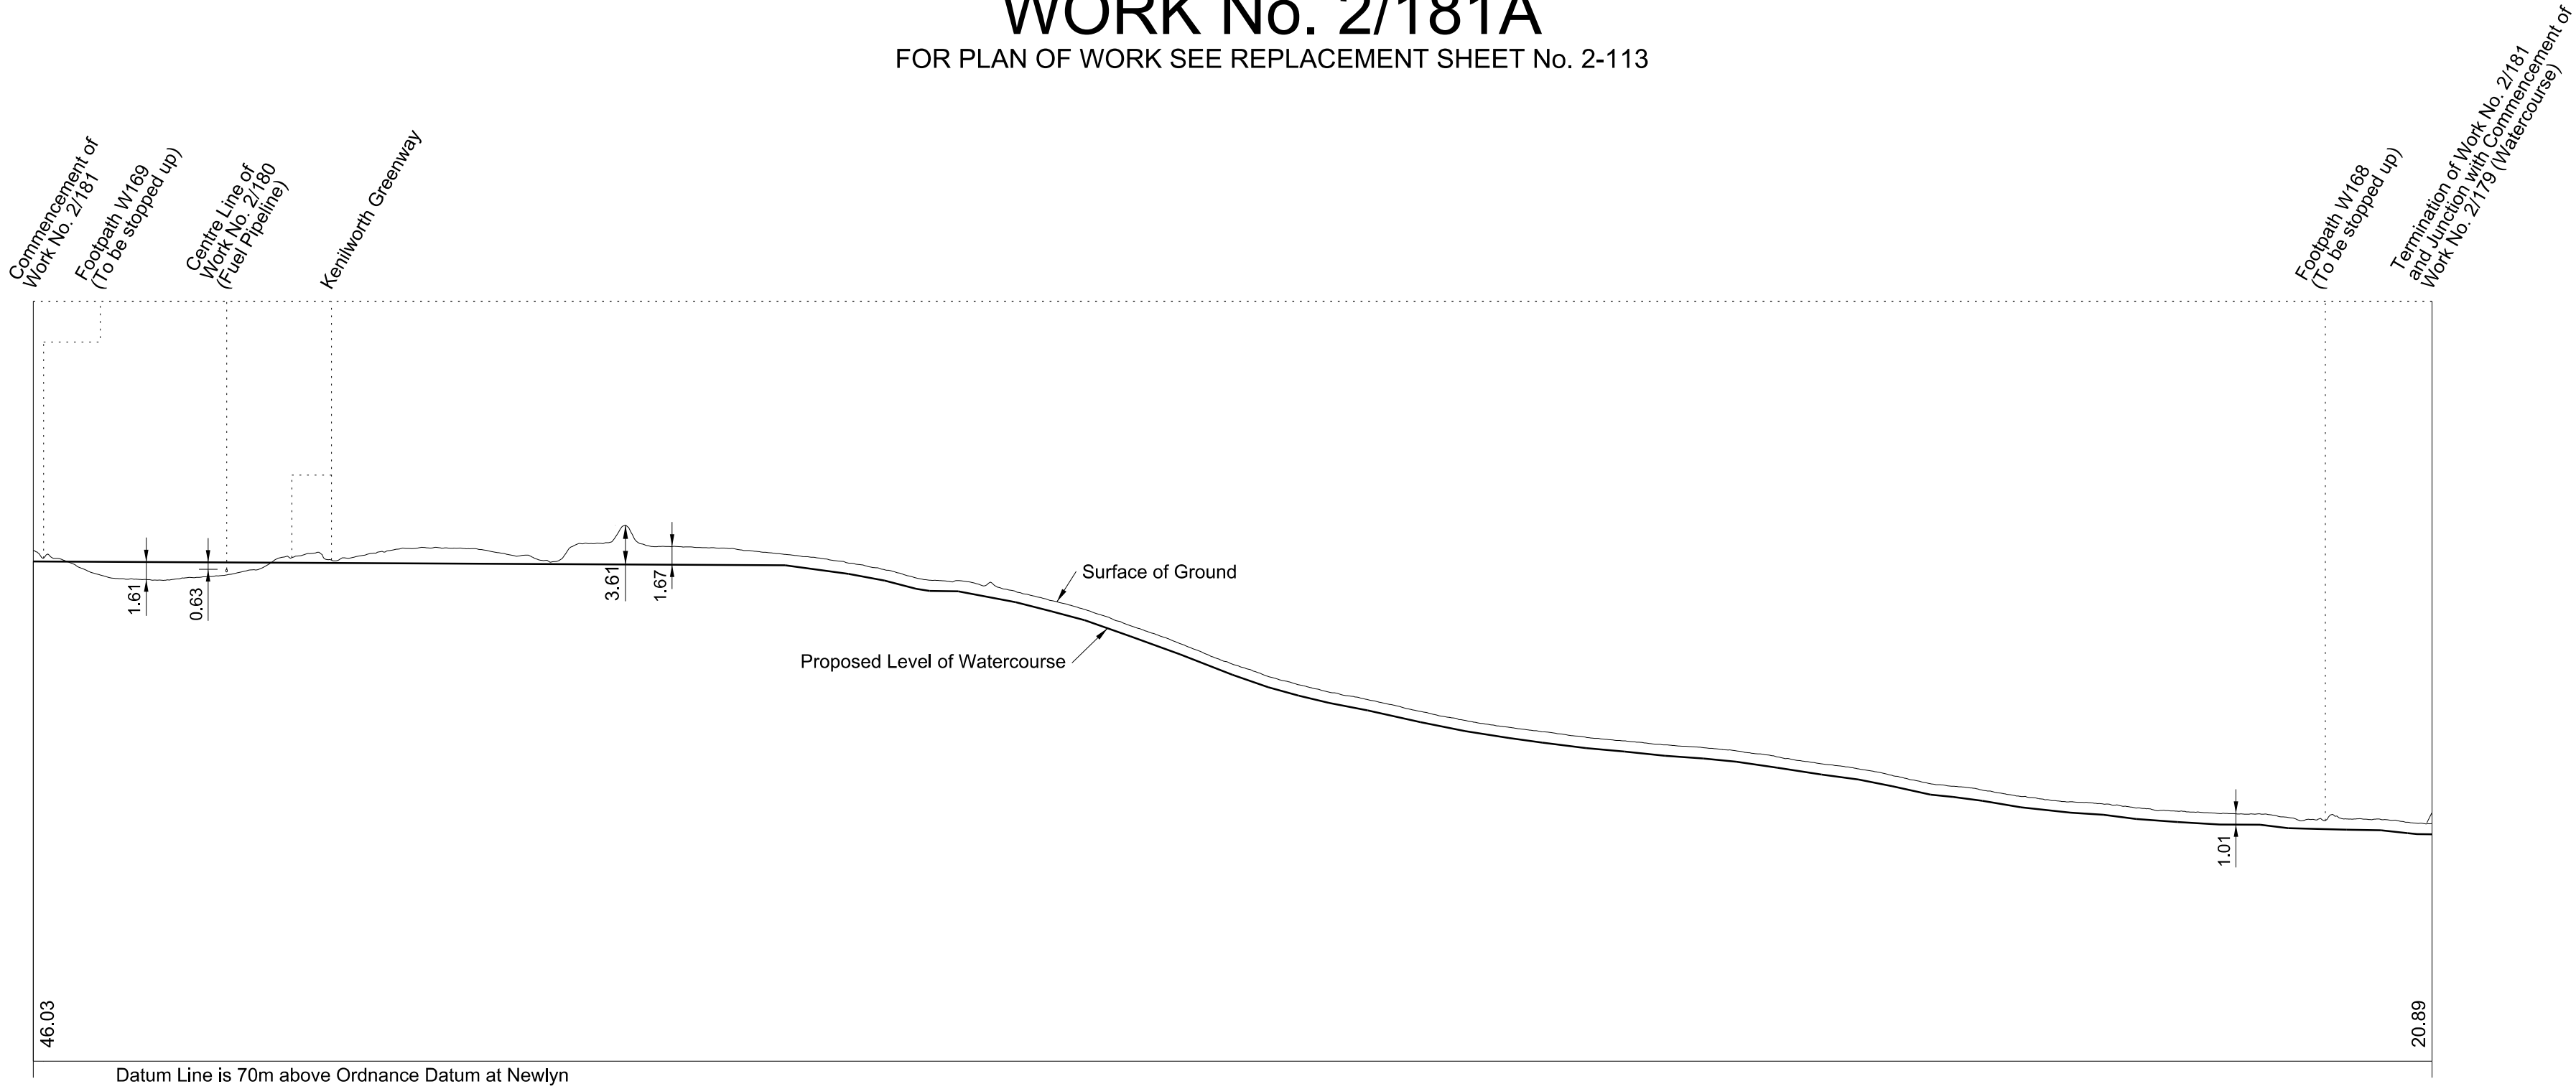 WORK No. 2/181A
FOR PLAN OF WORK SEE REPLACEMENT SHEET No. 2-113
Commencement of
Work No. 2/181
Footpath W169
(To be stopped up)
Centre Line of
Work No. 2/180
(Fuel Pipeline)
Kenilworth Greenway
Footpath W168
(To be stopped up)
Termination of Work No. 2/181
and Junction with Commencement of
Work No. 2/179 (Watercourse)
1.61
0.63
3.61
1.67
Surface of Ground
Proposed Level of Watercourse
1.01
46.03
20.89
Datum Line is 70m above Ordnance Datum at Newlyn